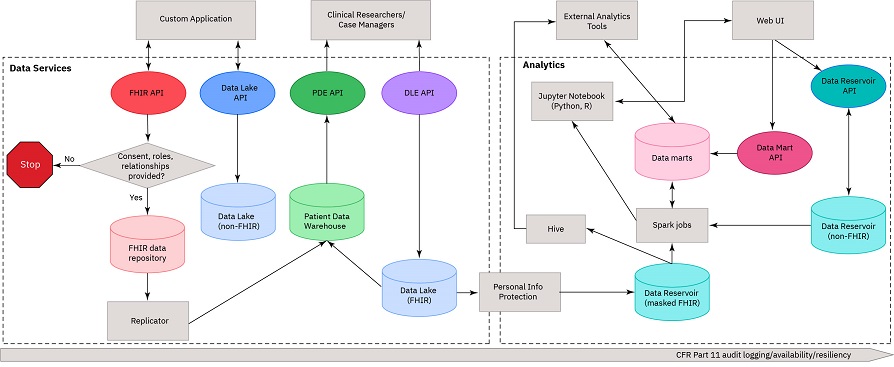 Custom Application
Clinical Researchers/
Case Managers
External Analytics
Tools
Web UI
Data Services
FHIR API
Data Lake
API
PDE API
DLE API
Stop
No
Consent, roles,
relationships
provided?
Yes
Data Lake
(non-FHIR)
Patient Data
Warehouse
FHIR data
repository
Data Lake
(FHIR)
Replicator
Personal Info
Protection
Analytics
Jupyter Notebook
(Python, R)
Data Reservoir
API
Data marts
Data Mart
API
Hive
Spark jobs
Data Reservoir
(non-FHIR)
Data Reservoir
(masked FHIR)
CFR Part 11 audit logging/availability/resiliency